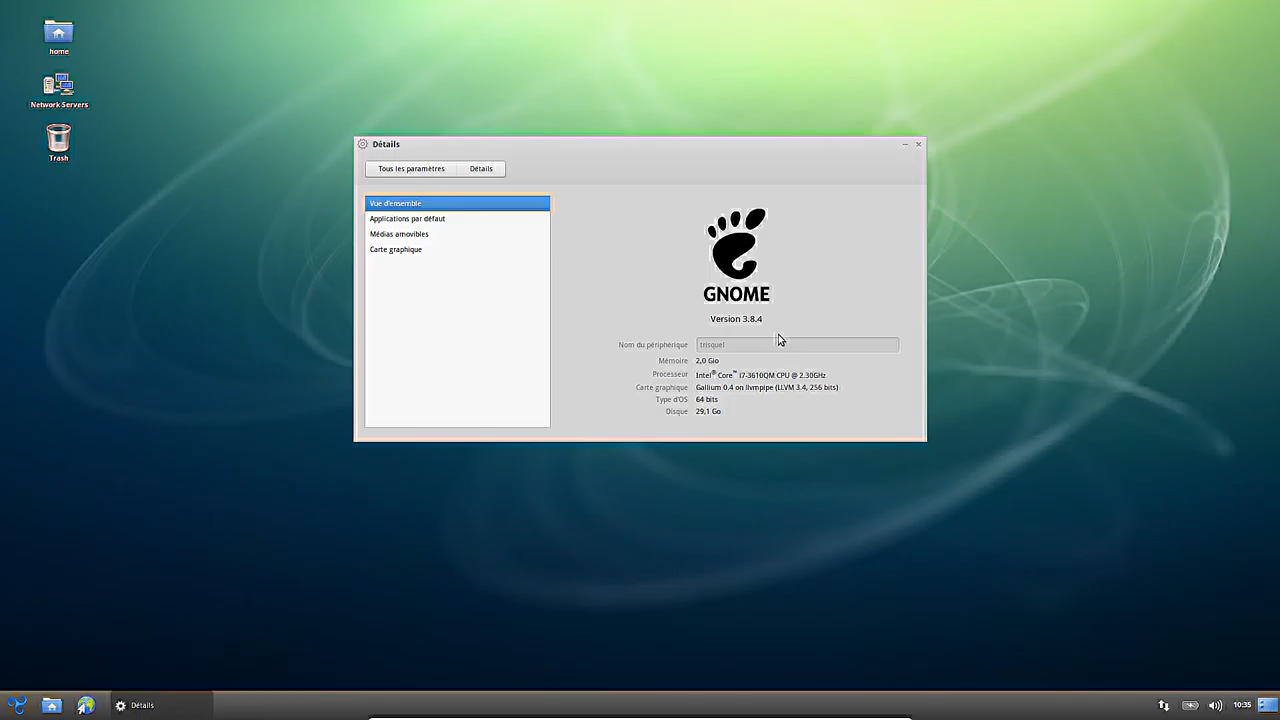 home
Network Servers
Trash
Détails
Tous les paramètres Détails
Vue d'ensemble
Applications par défaut
Médias amovibles
Carte graphique
GNOME
Version 3.8.4
Nom du périphérique trisquel
Mémoire 2,0 Gio
Processeur Intel® Core™ i7-3610QM CPU @ 2.30GHz
Carte graphique Gallium 0.4 on llvmpipe (LLVM 3.4, 256 bits)
Type d'OS 64 bits
Disque 29,1 Go
Détails
10:35